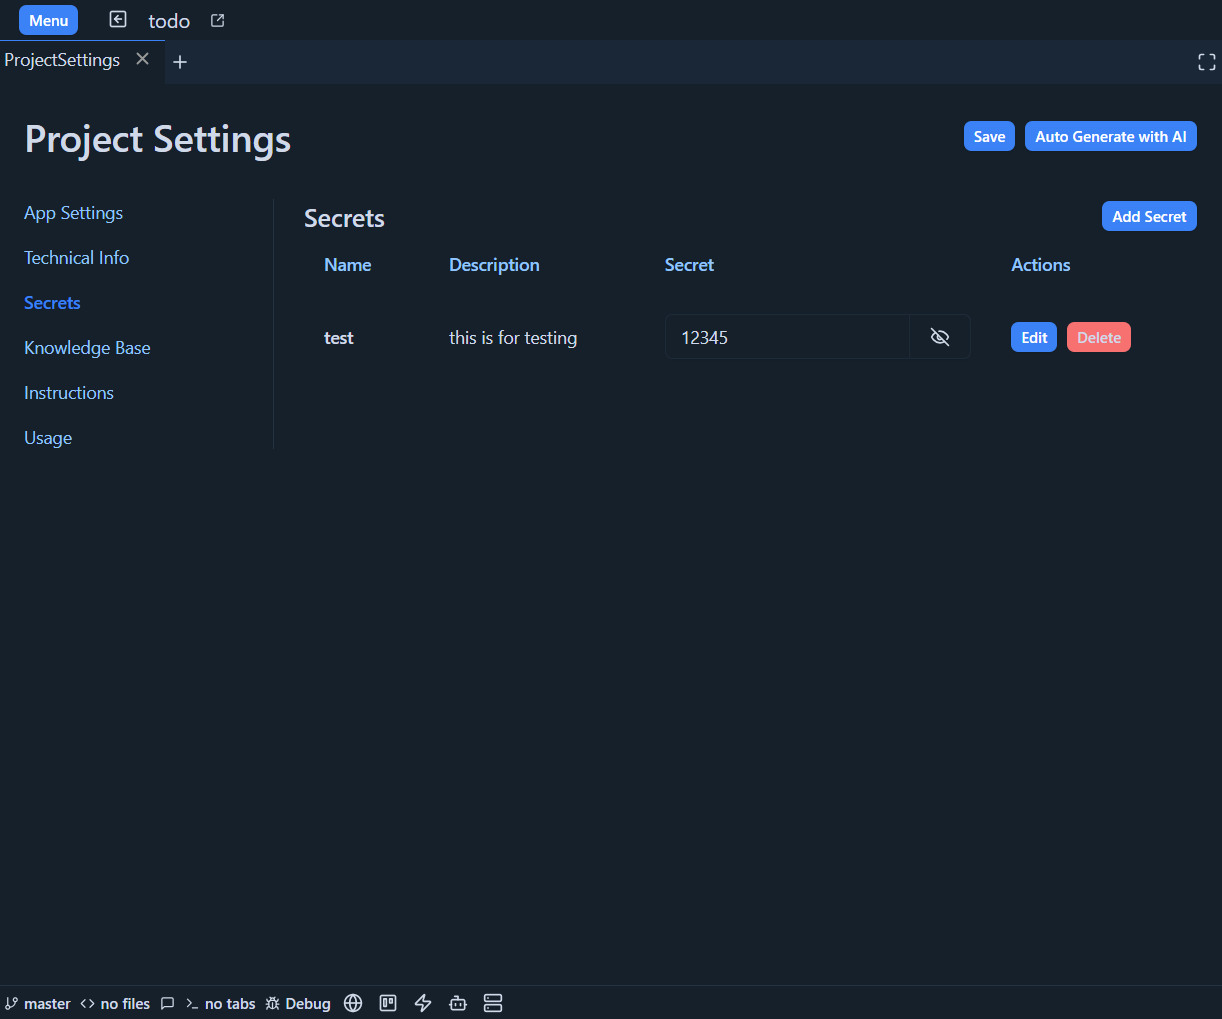 Menu todo
ProjectSettings
Project Settings
Save Auto Generate with AI
App Settings
Technical Info
Secrets
Knowledge Base
Instructions
Usage
Secrets
Add Secret
Name Description Secret Actions
test this is for testing 12345 Edit Delete
master no files no tabs Debug